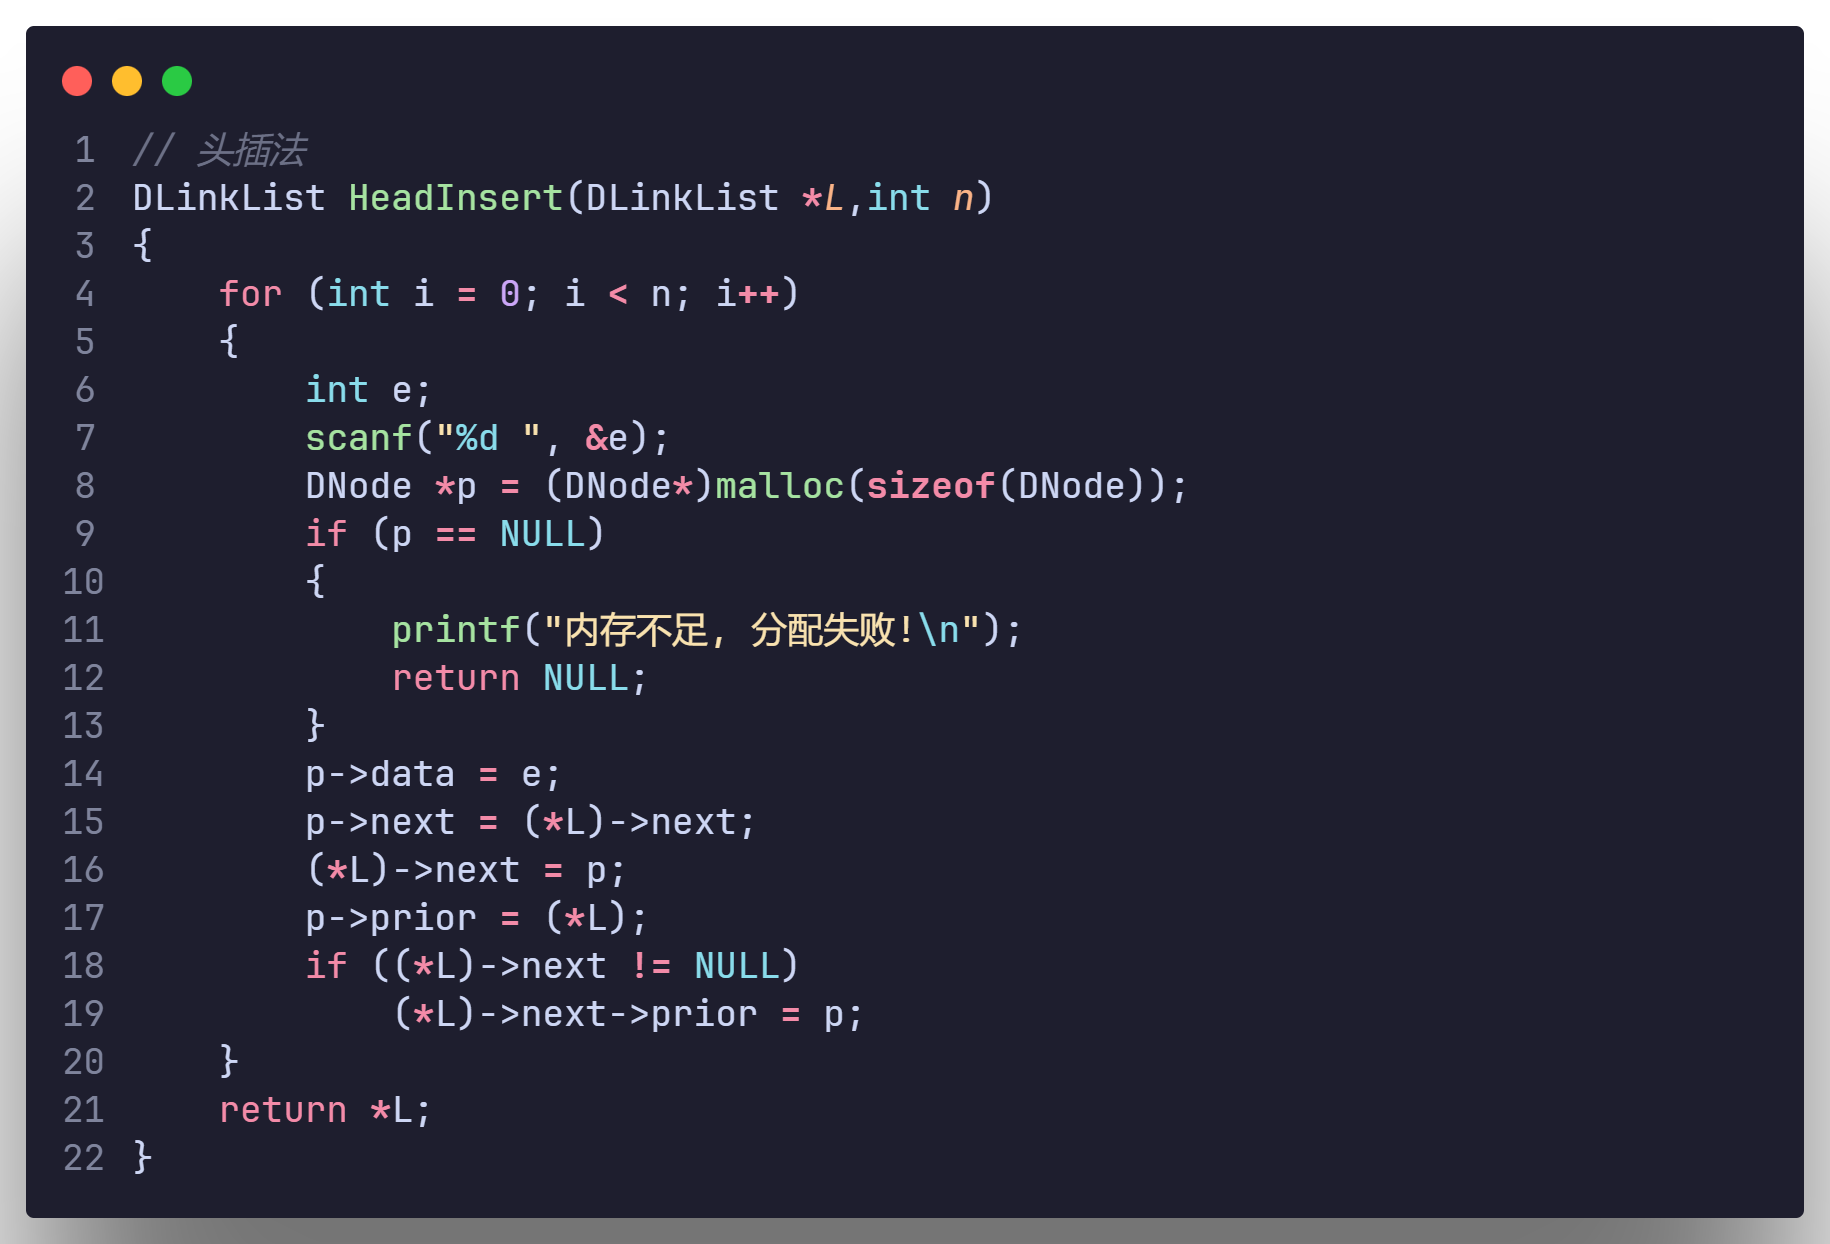 1 // 头插法
2 DLinkList HeadInsert(DLinkList *L,int n)
3 {
4     for (int i = 0; i < n; i++)
5     {
6         int e;
7         scanf("%d ", &e);
8         DNode *p = (DNode*)malloc(sizeof(DNode));
9         if (p == NULL)
10         {
11             printf("内存不足, 分配失败!\n");
12             return NULL;
13         }
14         p->data = e;
15         p->next = (*L)->next;
16         (*L)->next = p;
17         p->prior = (*L);
18         if ((*L)->next != NULL)
19             (*L)->next->prior = p;
20     }
21     return *L;
22 }